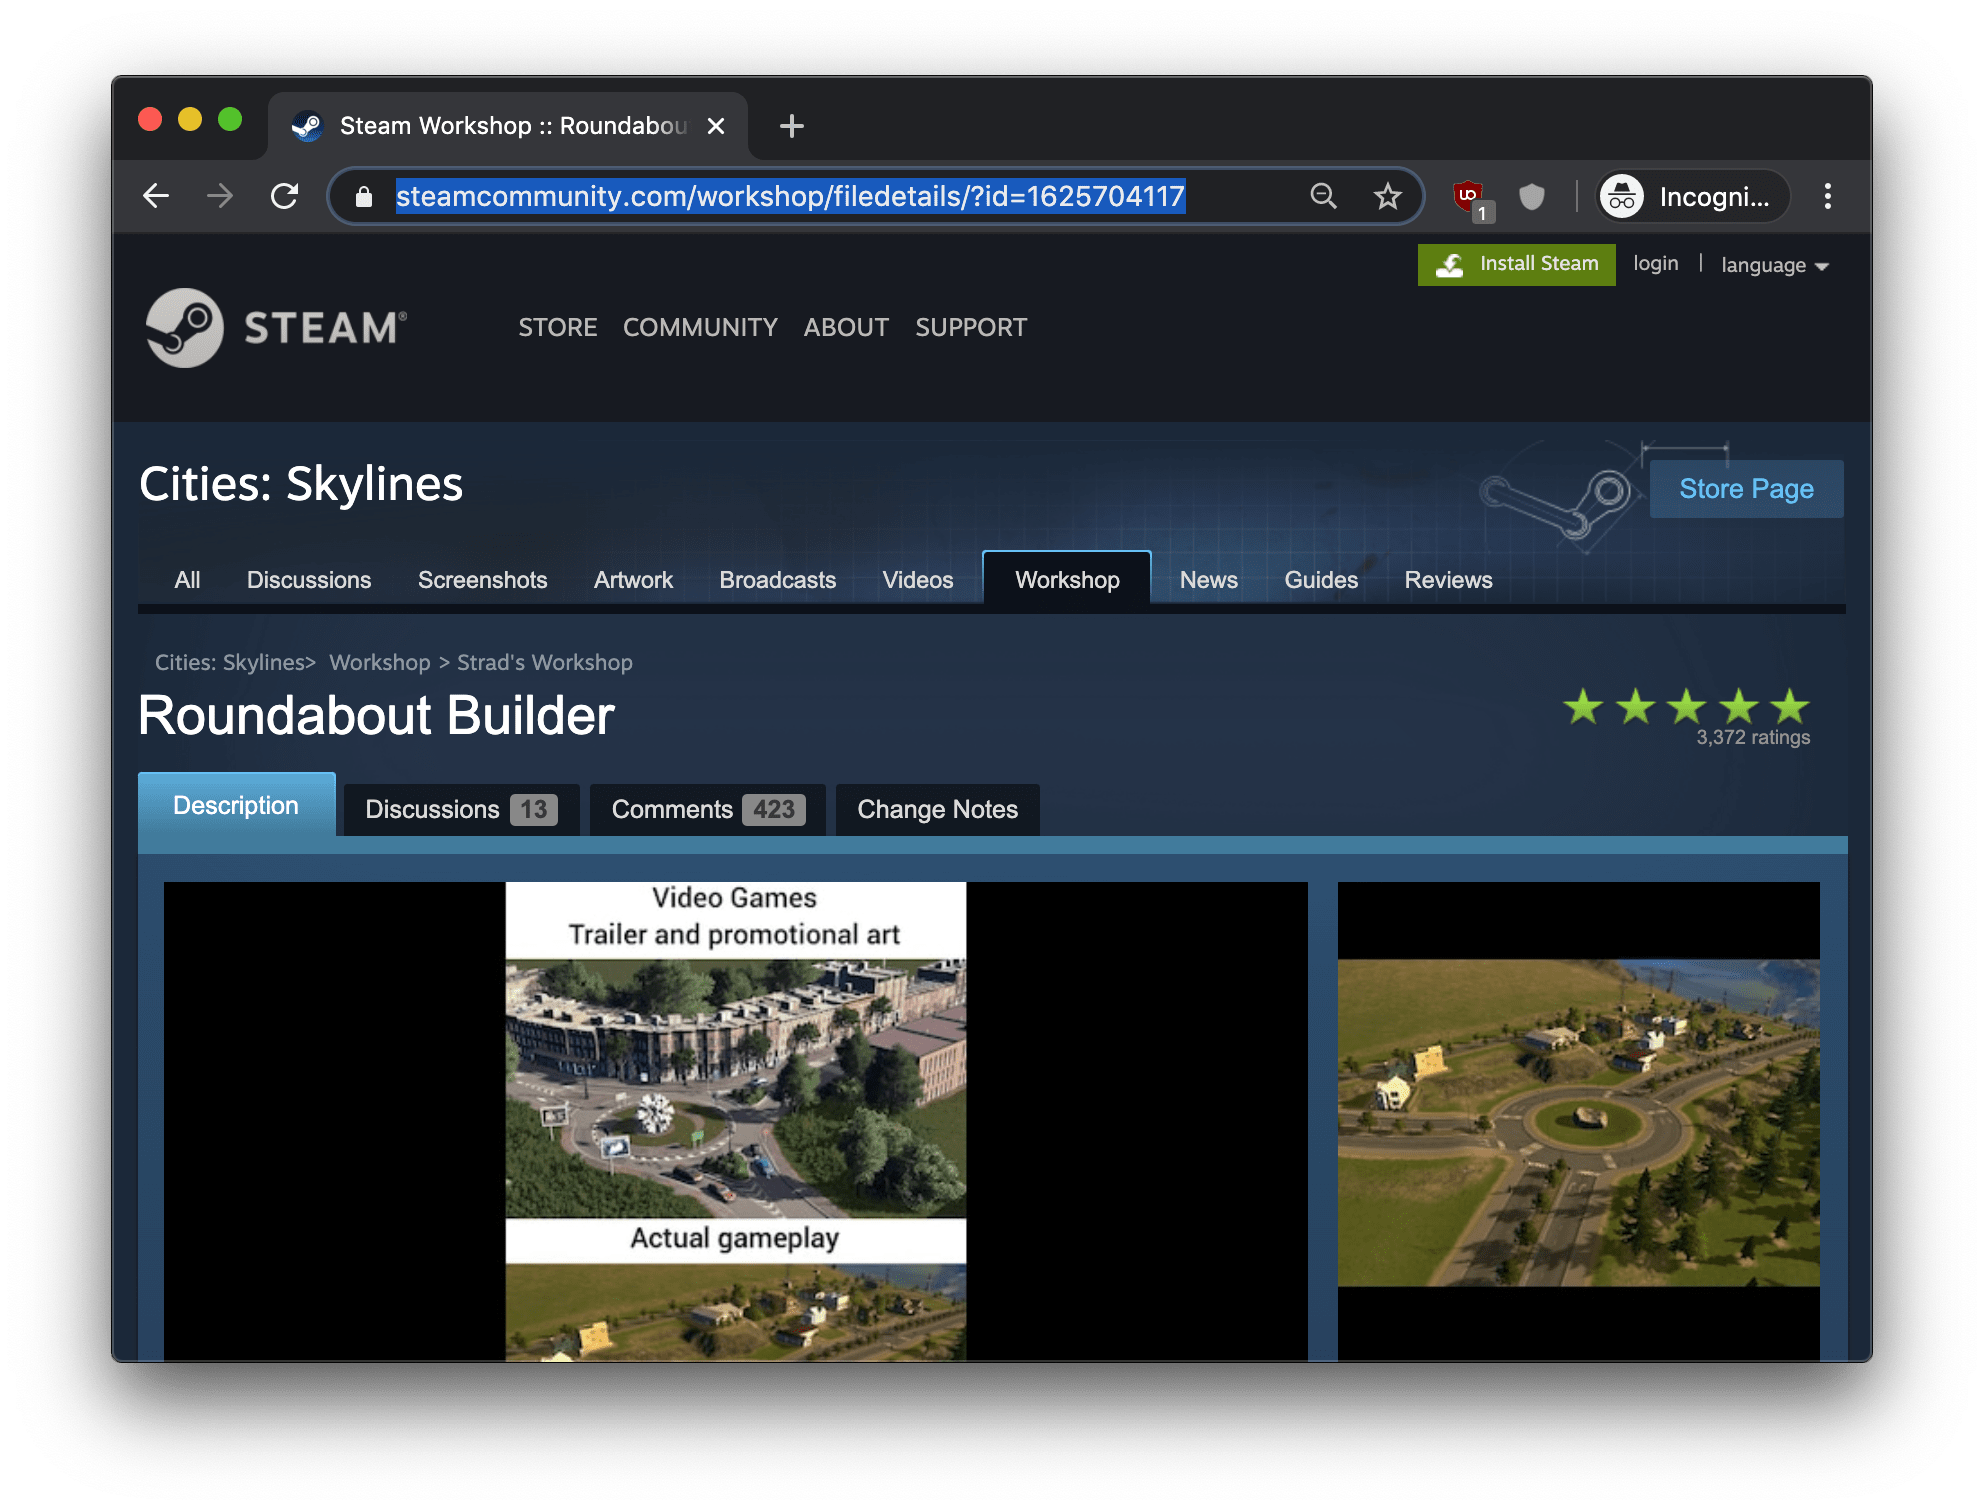 Steam Workshop :: Roundabou
steamcommunity.com/workshop/filedetails/?id=1625704117
1
Incogni...
Install Steam
login | language
STEAM®
STORE COMMUNITY ABOUT SUPPORT
Cities: Skylines
Store Page
All Discussions Screenshots Artwork Broadcasts Videos Workshop News Guides Reviews
Cities: Skylines> Workshop > Strad's Workshop
Roundabout Builder
3,372 ratings
Description Discussions 13 Comments 423 Change Notes
Video Games
Trailer and promotional art
Actual gameplay